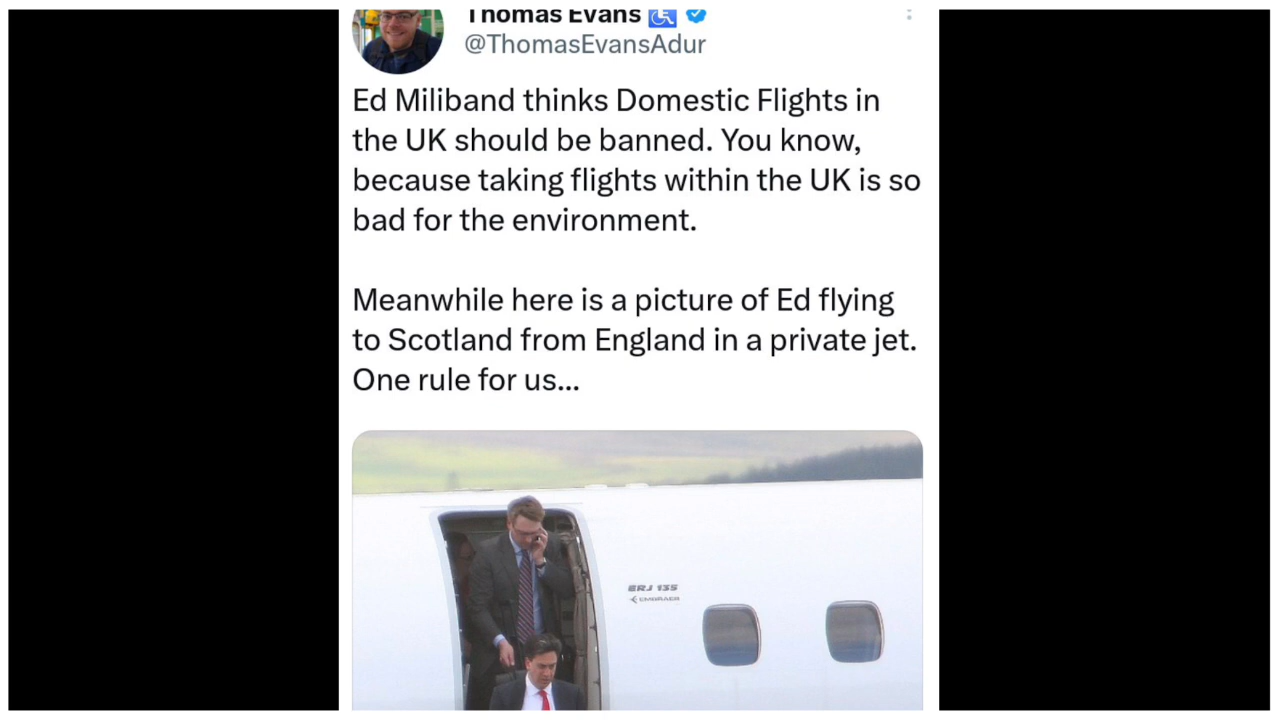 Thomas Evans
@ThomasEvansAdur
Ed Miliband thinks Domestic Flights in
the UK should be banned. You know,
because taking flights within the UK is so
bad for the environment.
Meanwhile here is a picture of Ed flying
to Scotland from England in a private jet.
One rule for us...
ERJ 135
EMBRAER